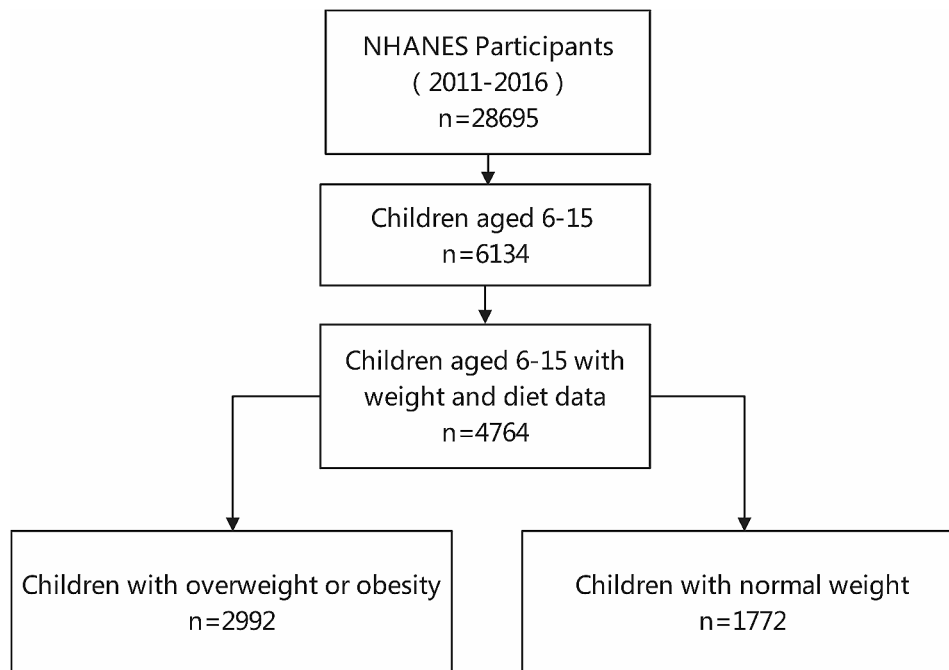 NHANES Participants
( 2011-2016 )
n=28695
Children aged 6-15
n=6134
Children aged 6-15 with
weight and diet data
n=4764
Children with overweight or obesity
n=2992
Children with normal weight
n=1772